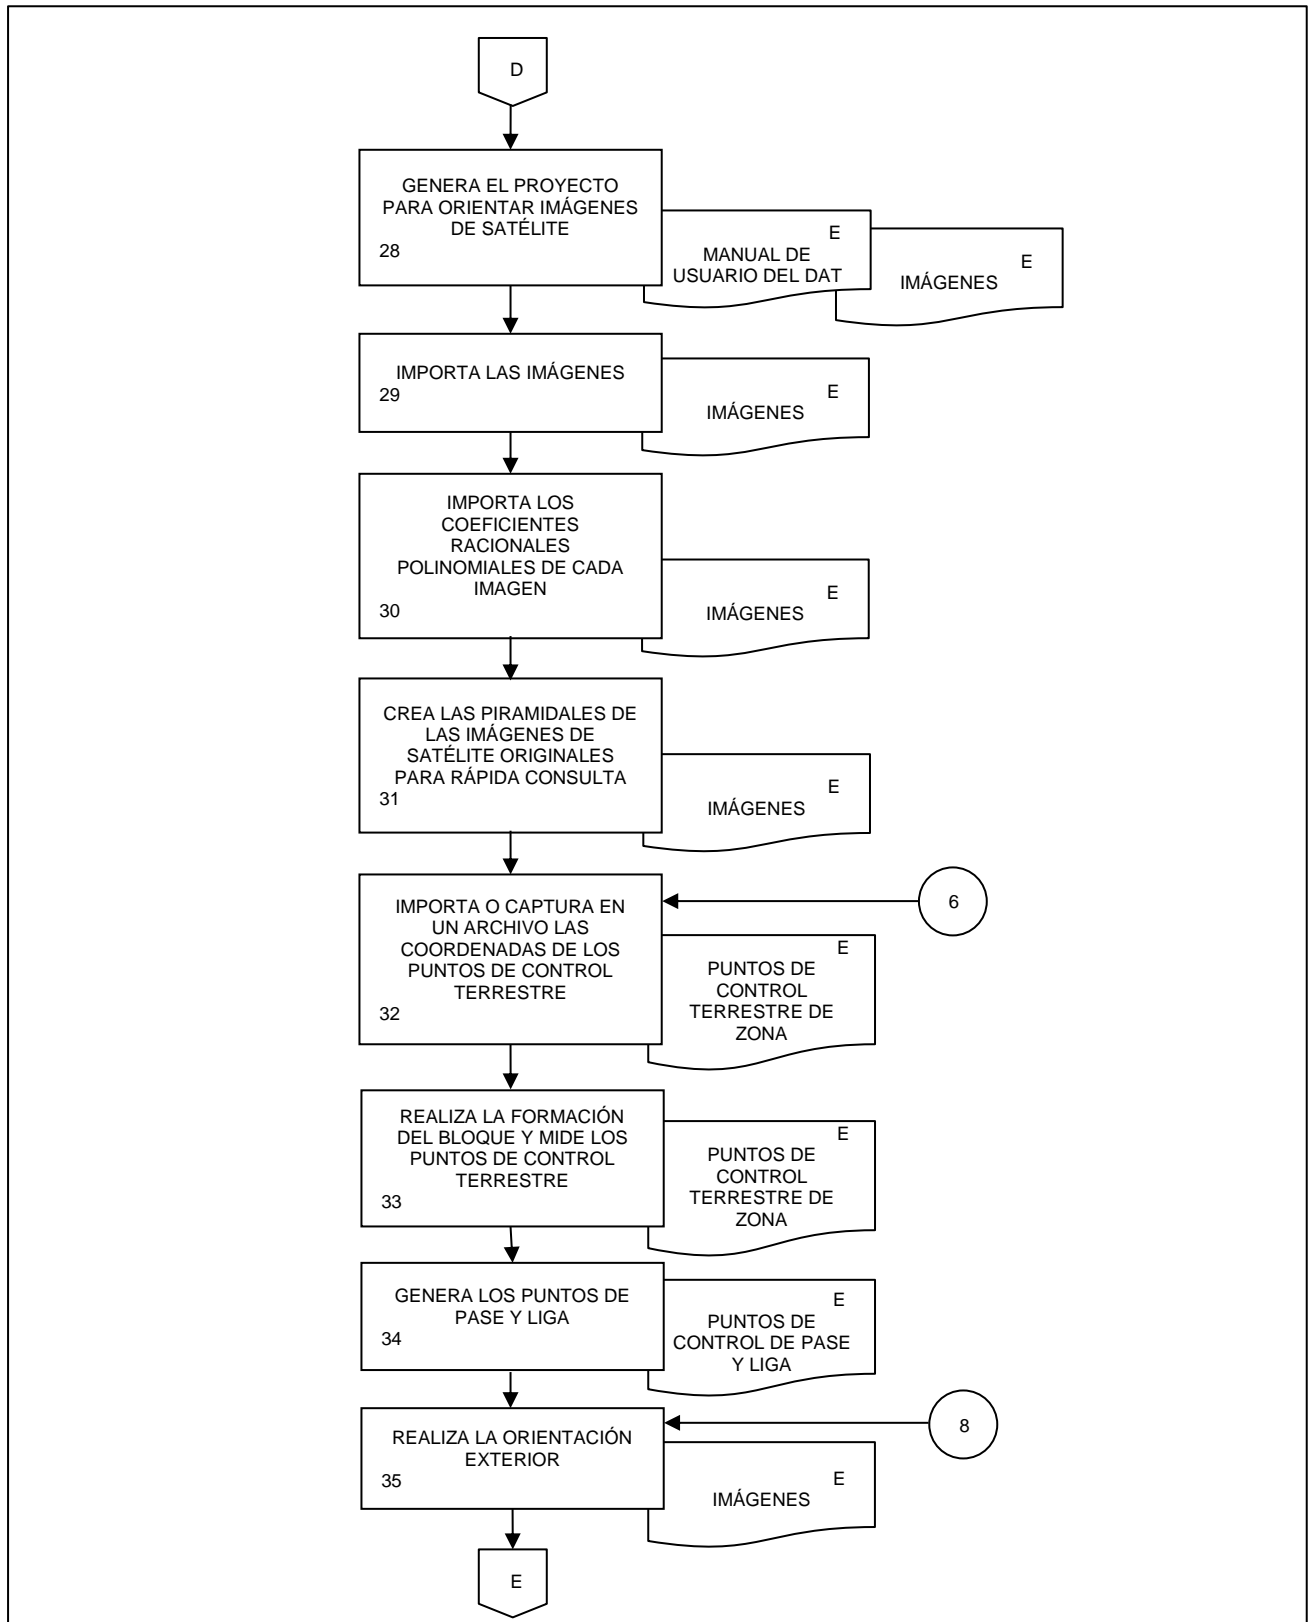 D
GENERA EL PROYECTO
PARA ORIENTAR IMÁGENES
DE SATÉLITE
28
E
MANUAL DE
USUARIO DEL DAT
E
IMÁGENES
IMPORTA LAS IMÁGENES
29
E
IMÁGENES
IMPORTA LOS
COEFICIENTES
RACIONALES
POLINOMIALES DE CADA
IMAGEN
30
E
IMÁGENES
CREA LAS PIRAMIDALES DE
LAS IMÁGENES DE
SATÉLITE ORIGINALES
PARA RÁPIDA CONSULTA
31
E
IMÁGENES
6
IMPORTA O CAPTURA EN
UN ARCHIVO LAS
COORDENADAS DE LOS
PUNTOS DE CONTROL
TERRESTRE
32
E
PUNTOS DE
CONTROL
TERRESTRE DE
ZONA
REALIZA LA FORMACIÓN
DEL BLOQUE Y MIDE LOS
PUNTOS DE CONTROL
TERRESTRE
33
E
PUNTOS DE
CONTROL
TERRESTRE DE
ZONA
GENERA LOS PUNTOS DE
PASE Y LIGA
34
E
PUNTOS DE
CONTROL DE PASE
Y LIGA
8
REALIZA LA ORIENTACIÓN
EXTERIOR
35
E
IMÁGENES
E